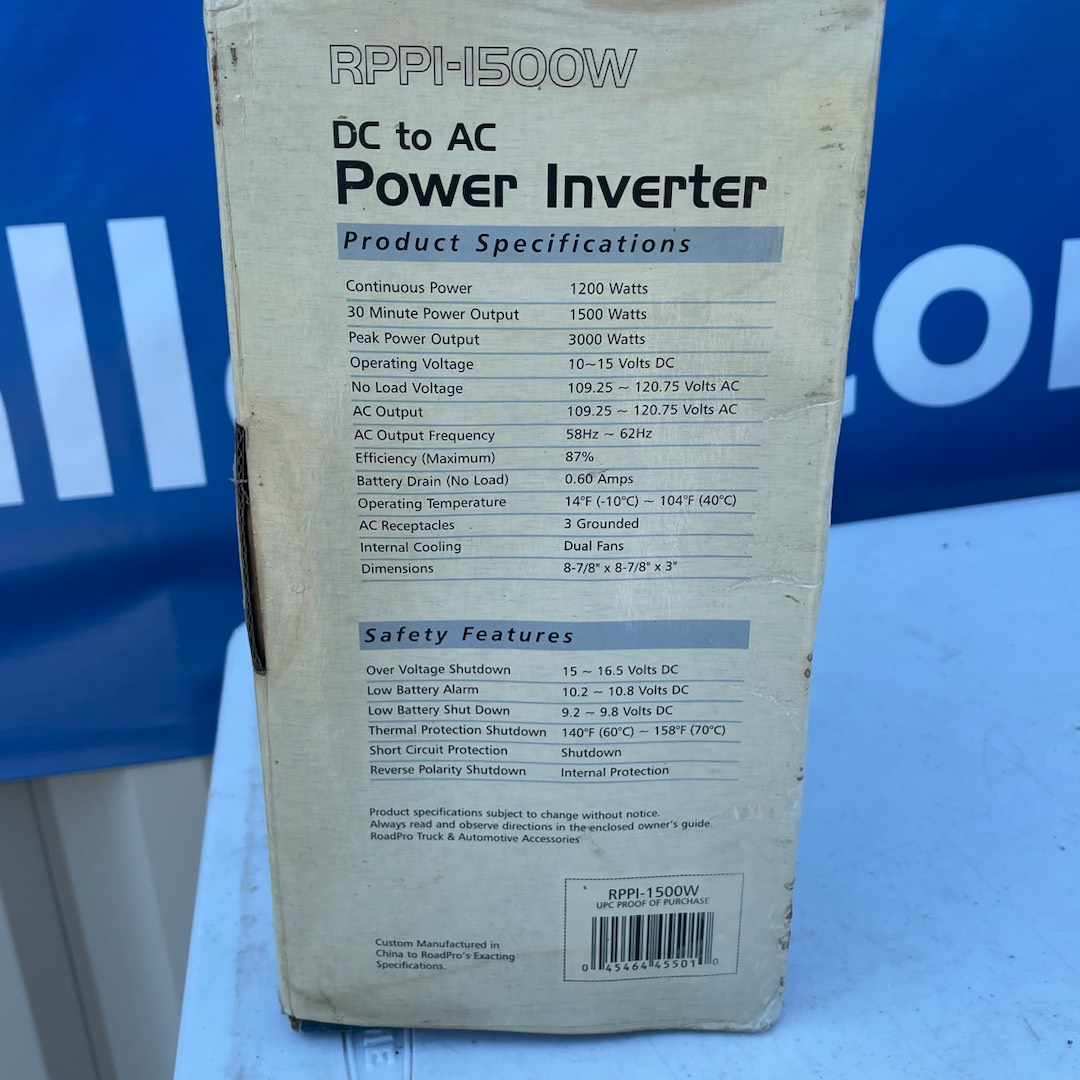 RPPI-1500W
DC to AC
Power Inverter
Product Specifications
Continuous Power 1200 Watts
30 Minute Power Output 1500 Watts
Peak Power Output 3000 Watts
Operating Voltage 10~15 Volts DC
No Load Voltage 109.25 ~ 120.75 Volts AC
AC Output 109.25 ~ 120.75 Volts AC
AC Output Frequency 58Hz ~ 62Hz
Efficiency (Maximum) 87%
Battery Drain (No Load) 0.60 Amps
Operating Temperature 14°F (-10°C) ~ 104°F (40°C)
AC Receptacles 3 Grounded
Internal Cooling Dual Fans
Dimensions 8-7/8" x 8-7/8" x 3"
Safety Features
Over Voltage Shutdown 15 ~ 16.5 Volts DC
Low Battery Alarm 10.2 ~ 10.8 Volts DC
Low Battery Shut Down 9.2 ~ 9.8 Volts DC
Thermal Protection Shutdown 140°F (60°C) ~ 158°F (70°C)
Short Circuit Protection Shutdown
Reverse Polarity Shutdown Internal Protection
Product specifications subject to change without notice.
Always read and observe directions in the enclosed owner's guide.
RoadPro Truck & Automotive Accessories
RPPI-1500W
UPC PROOF OF PURCHASE
0 45464 45501 0
Custom Manufactured in
China to RoadPro's Exacting
Specifications.